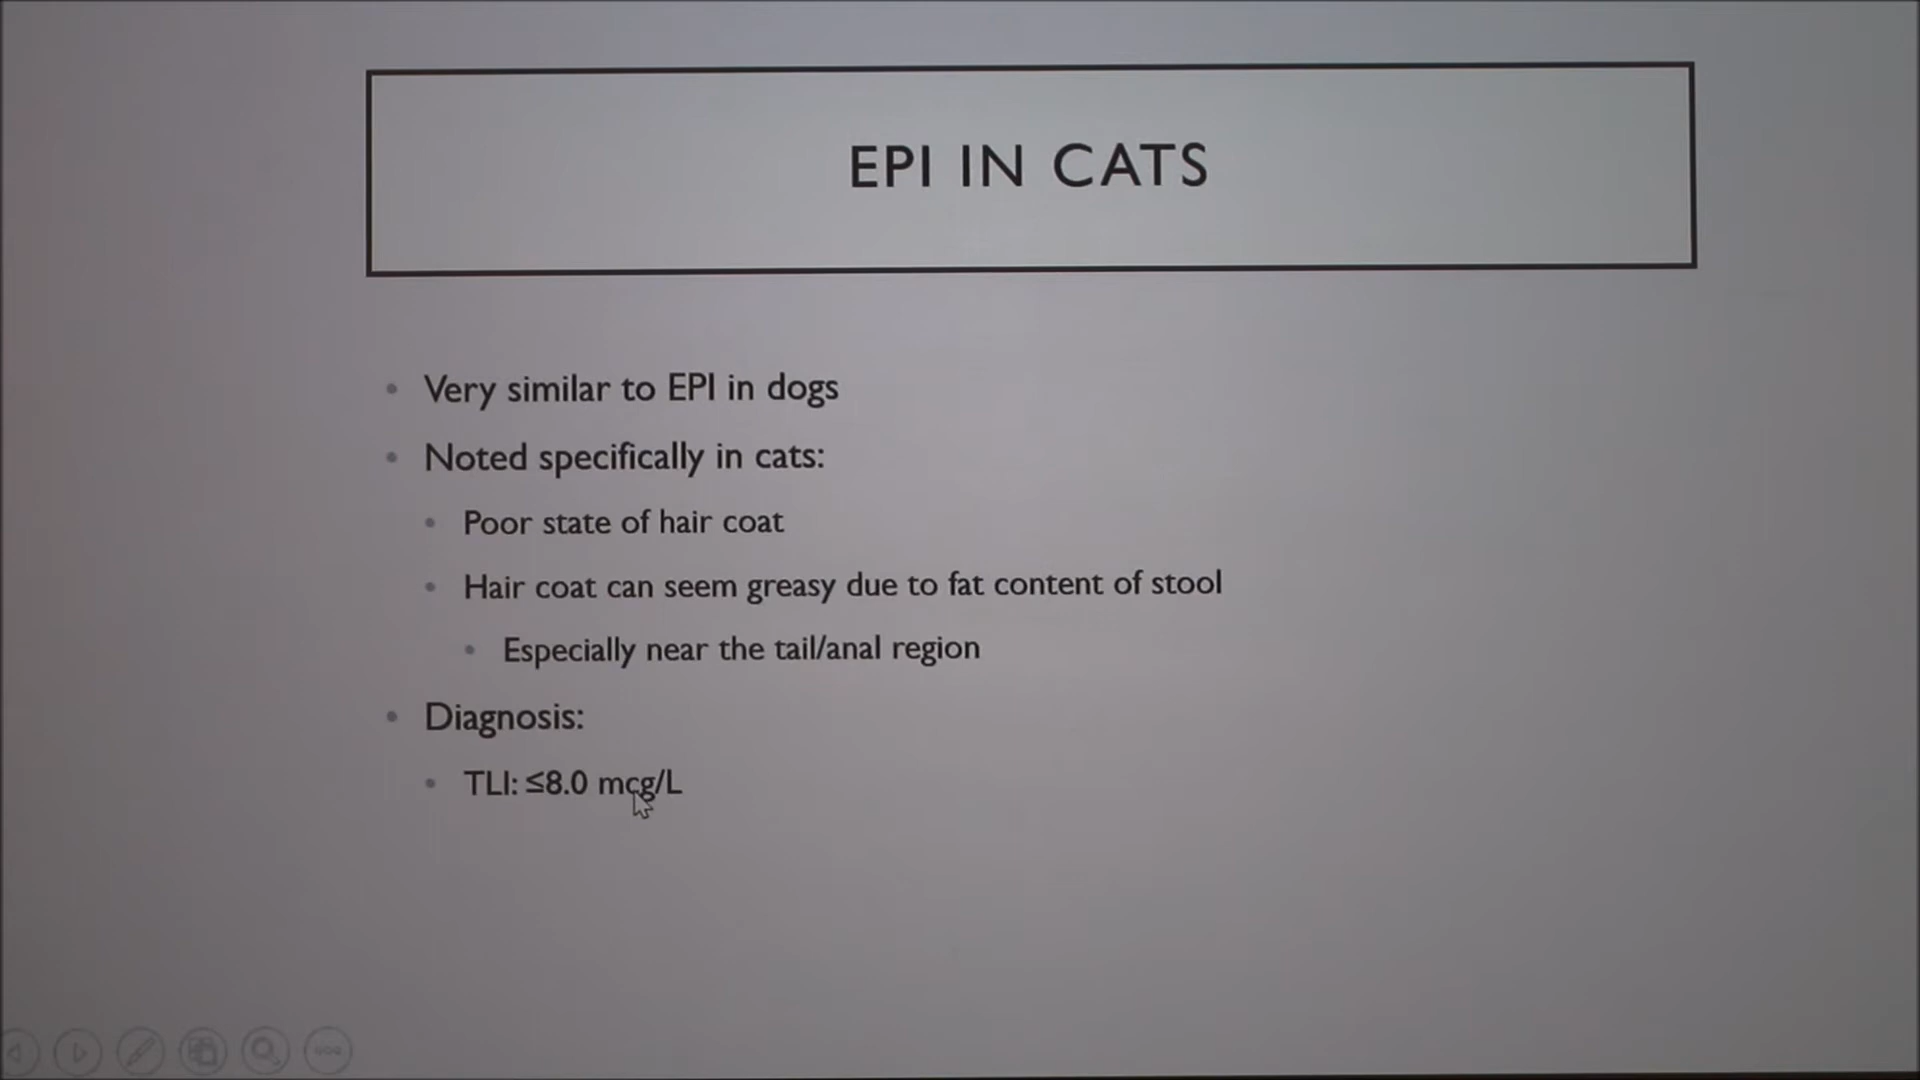 EPI IN CATS
Very similar to EPI in dogs
Noted specifically in cats:
Poor state of hair coat
Hair coat can seem greasy due to fat content of stool
Especially near the tail/anal region
Diagnosis:
TLI: ≤8.0 mcg/L